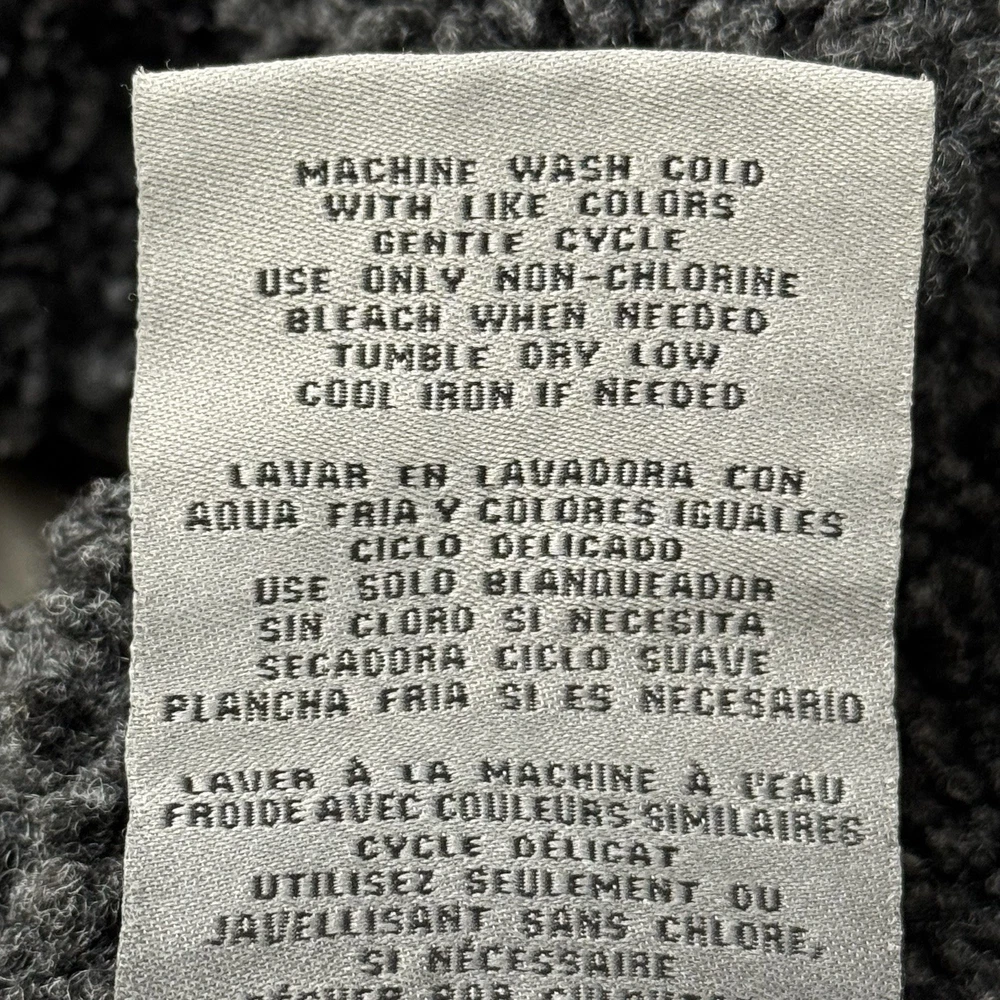 MACHINE WASH COLD
WITH LIKE COLORS
GENTLE CYCLE
USE ONLY NON-CHLORINE
BLEACH WHEN NEEDED
TUMBLE DRY LOW
COOL IRON IF NEEDED
LAVAR EN LAVADORA CON
AQUA FRIA Y COLORES IGUALES
CICLO DELICADO
USE SOLO BLANQUEADOR
SIN CLORO SI NECESITA
SECADORA CICLO SUAVE
PLANCHA FRIA SI ES NECESARIO
LAVER À LA MACHINE À L'EAU
FROIDE AVEC COULEURS SIMILAIRES
CYCLE DÉLICAT
UTILISEZ SEULEMENT OU
JAVELLISANT SANS CHLORE,
SI NÉCESSAIRE